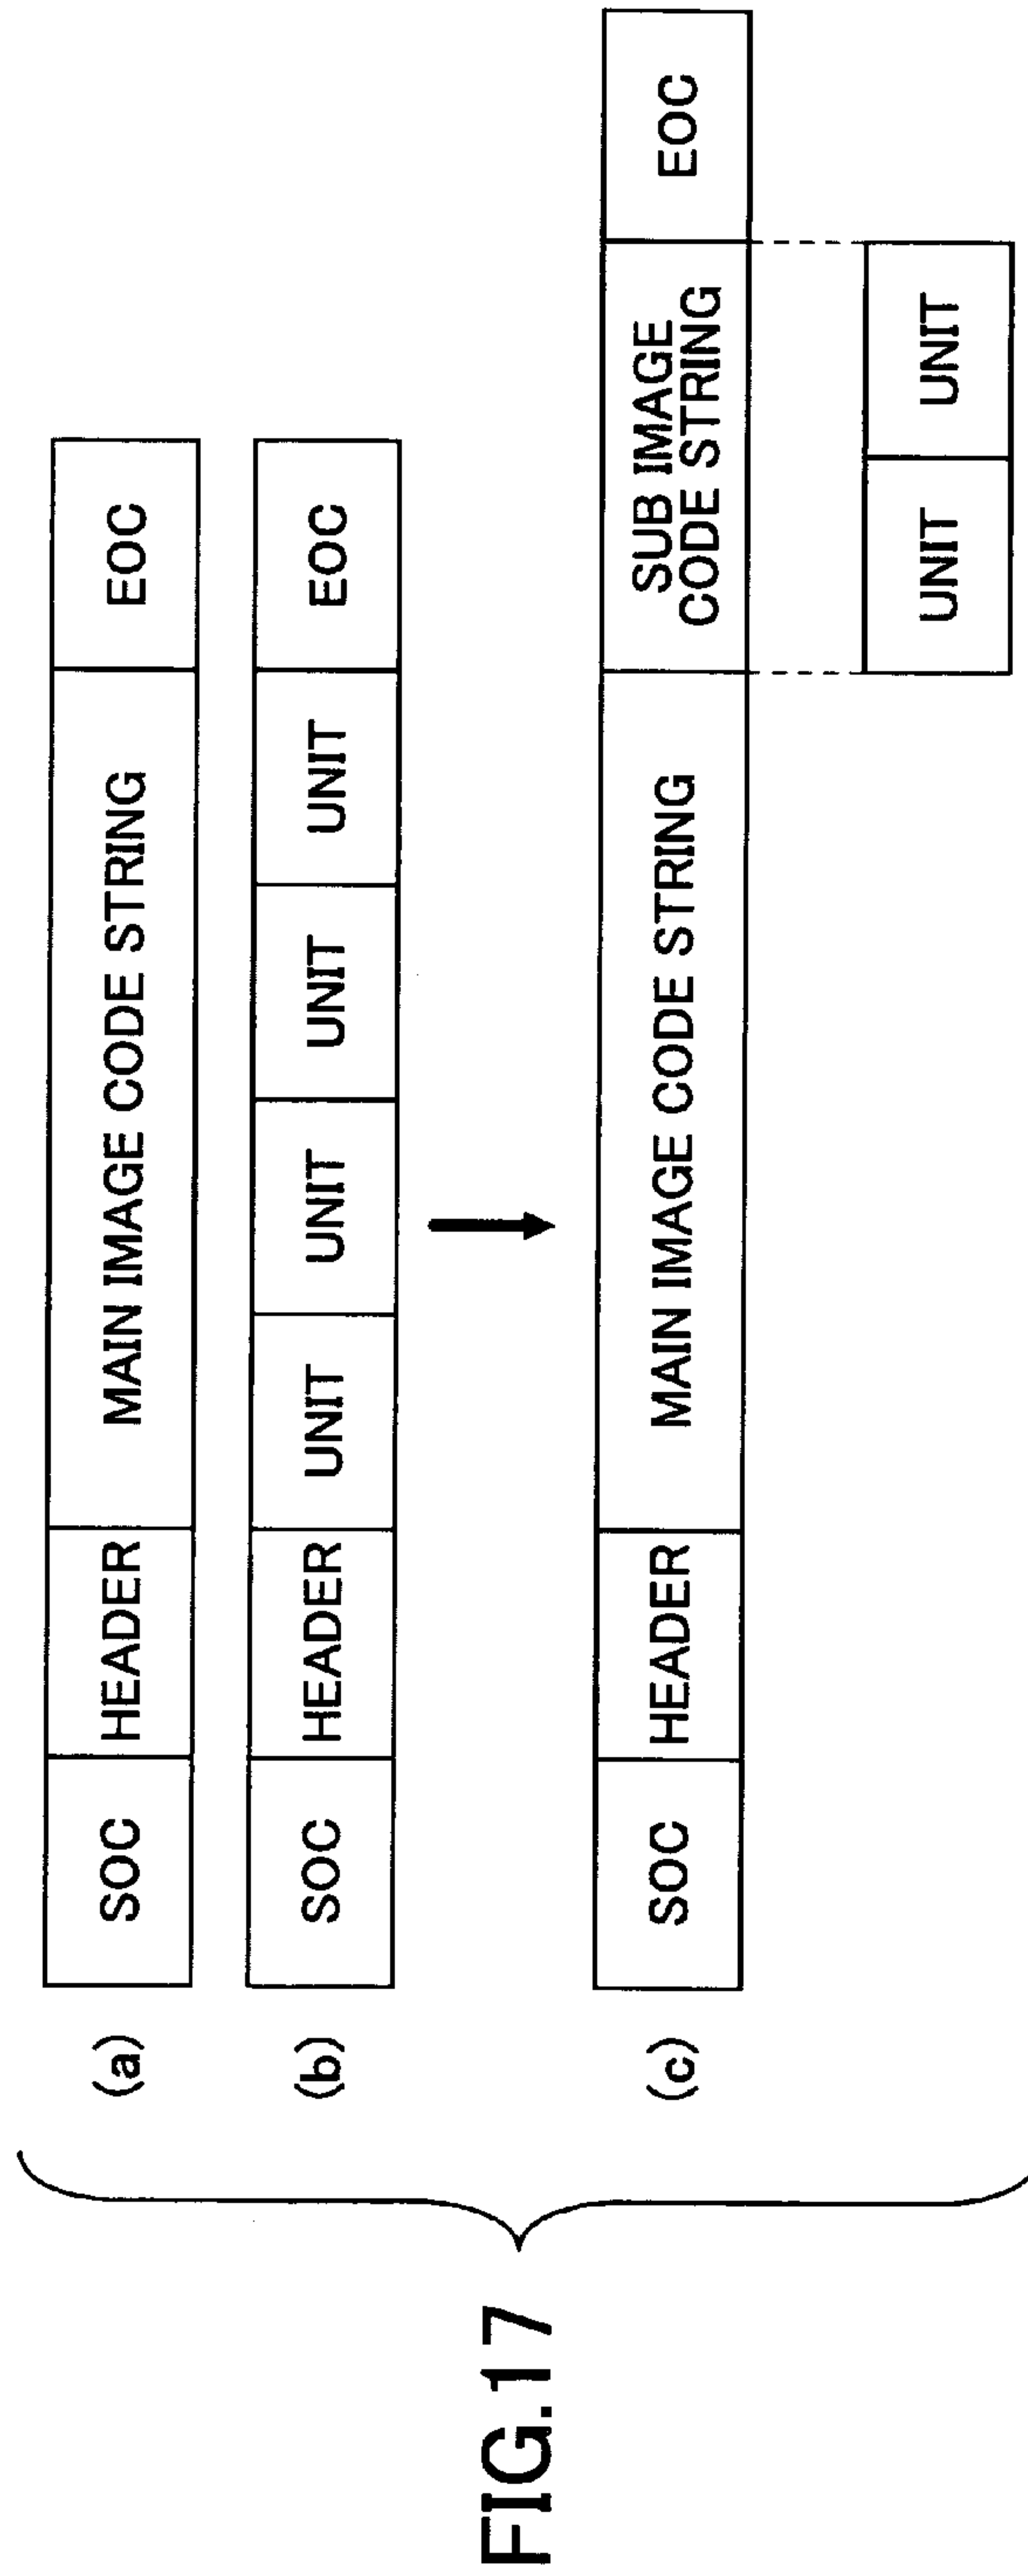 FIG.17
(a)
SOC
HEADER
MAIN IMAGE CODE STRING
EOC
(b)
SOC
HEADER
UNIT
UNIT
UNIT
UNIT
EOC
(c)
SOC
HEADER
MAIN IMAGE CODE STRING
SUB IMAGE
CODE STRING
EOC
UNIT
UNIT